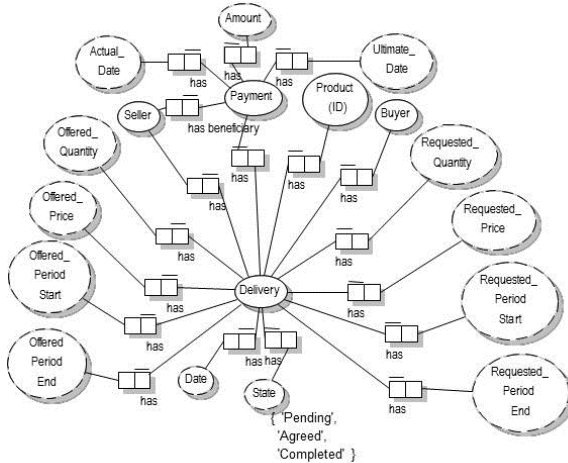 Amount
Actual_
Date
has
has
has
Ultimate_
Date
Payment
Seller
has beneficiary
Product
(ID)
Buyer
Offered_
Quantity
has
has
has
has
Requested_
Quantity
Offered_
Price
has
has
Requested_
Price
Offered_
Period
Start
has
Delivery
has
Requested_
Period
Start
has
has
Offered
Period
End
has
Date
has
has
State
has
Requested_
Period
End
{ 'Pending',
'Agreed',
'Completed' }